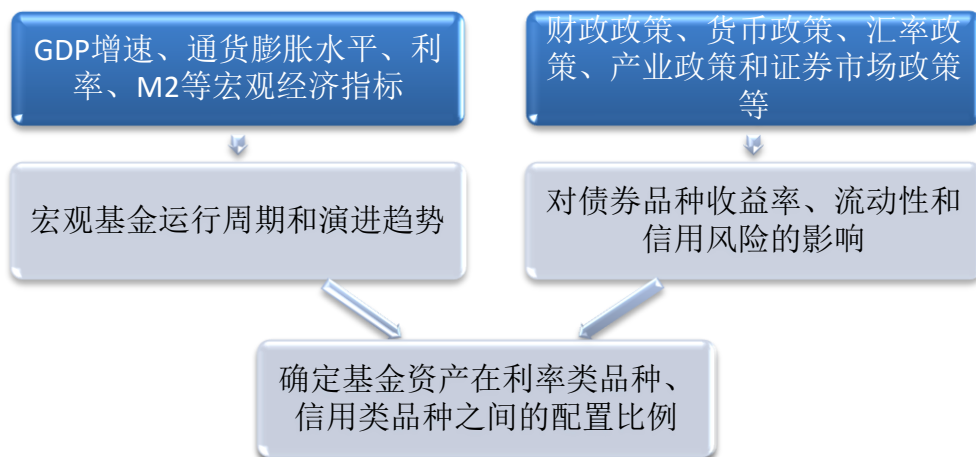 GDP增速、通货膨胀水平、利
率、M2等宏观经济指标
财政政策、货币政策、汇率政
策、产业政策和证券市场政策
等
宏观基金运行周期和演进趋势
对债券品种收益率、流动性和
信用风险的影响
确定基金资产在利率类品种、
信用类品种之间的配置比例